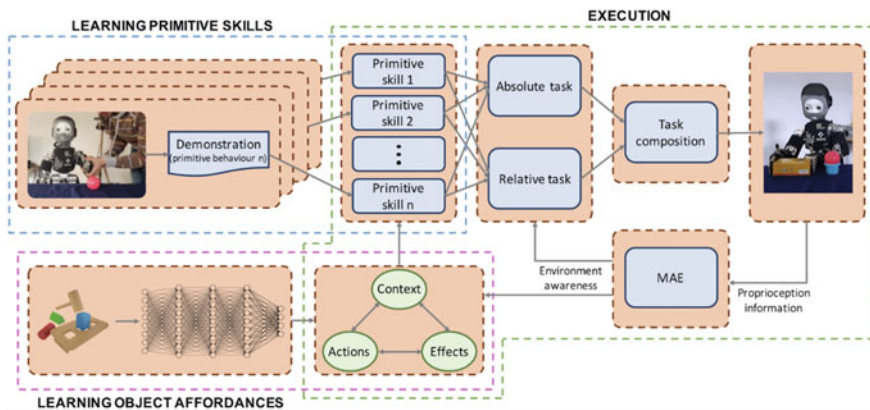 LEARNING PRIMITIVE SKILLS
EXECUTION
Demonstration
(primitive behaviour n)
Primitive
skill 1
Primitive
skill 2
Primitive
skill n
Absolute task
Relative task
Task
composition
Environment
awareness
MAE
Proprioception
information
Context
Actions
Effects
LEARNING OBJECT AFFORDANCES